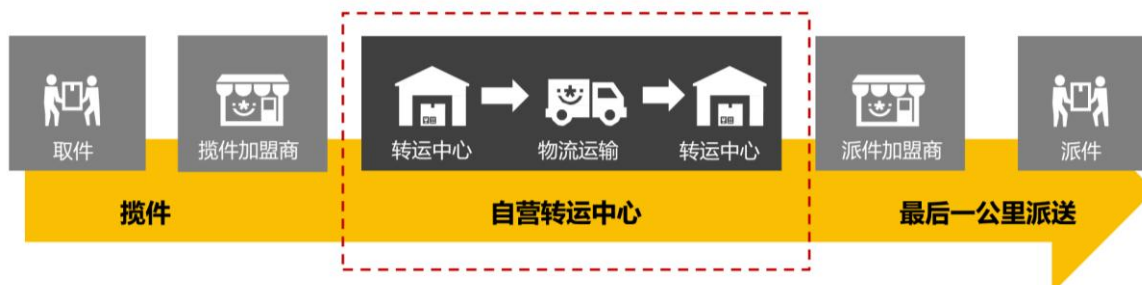 取件
揽件加盟商
转运中心
物流运输
转运中心
派件加盟商
派件
揽件
自营转运中心
最后一公里派送